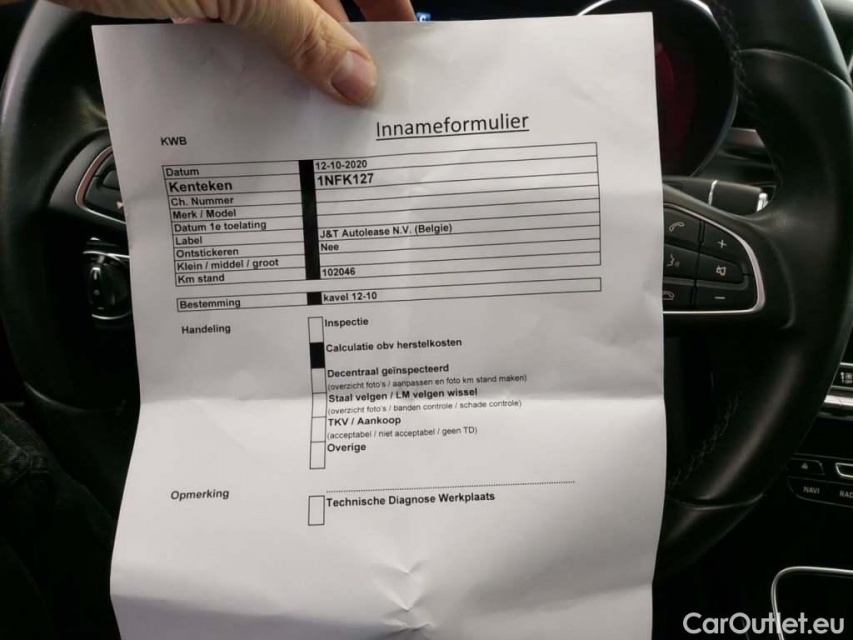 Innameformulier
KWB
Datum 12-10-2020
Kenteken 1NFK127
Ch. Nummer
Merk / Model
Datum 1e toelating
Label J&T Autolease N.V. (Belgie)
Ontstickeren Nee
Klein / middel / groot
Km stand 102046
Bestemming kavel 12-10
Handeling Inspectie
Calculatie obv herstelkosten
Decentraal geïnspecteerd
(overzicht foto's / aanpassen en foto km stand maken)
Staal velgen / LM velgen wissel
(overzicht foto's / banden controle / schade controle)
TKV / Aankoop
(acceptabel / niet acceptabel / geen TD)
Overige
Opmerking
Technische Diagnose Werkplaats
+
−
NAVI RAD
CarOutlet.eu